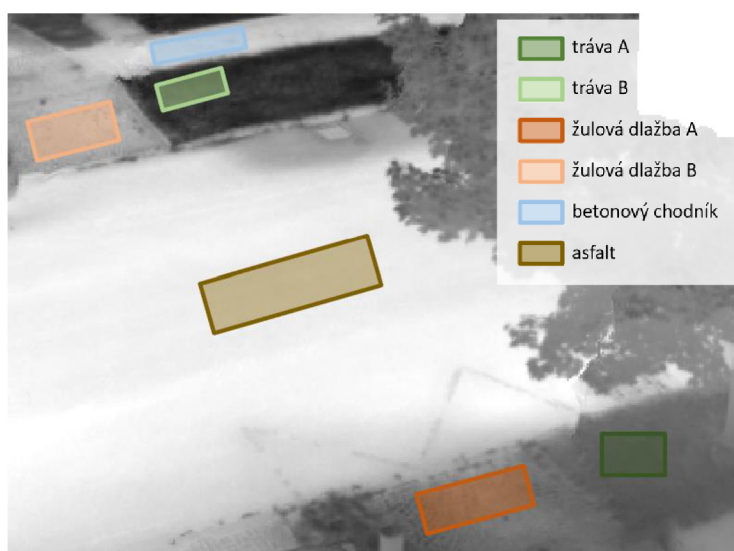 tráva A
tráva B
žulová dlažba A
žulová dlažba B
betonový chodník
asfalt